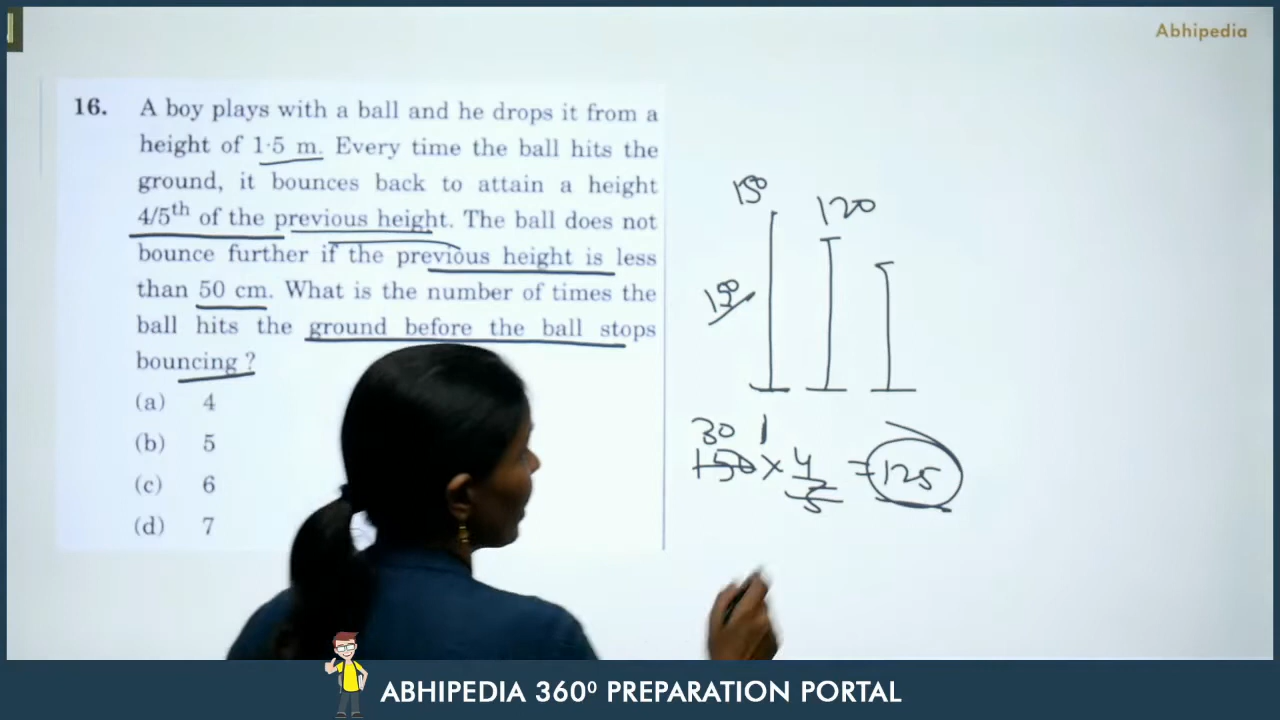 Abhipedia
16. A boy plays with a ball and he drops it from a
height of 1·5 m. Every time the ball hits the
ground, it bounces back to attain a height
4/5th of the previous height. The ball does not
bounce further if the previous height is less
than 50 cm. What is the number of times the
ball hits the ground before the ball stops
bouncing ?
(a) 4
(b) 5
(c) 6
(d) 7
150
120
150
30 1
150 × 4/5 = 125
ABHIPEDIA 360⁰ PREPARATION PORTAL